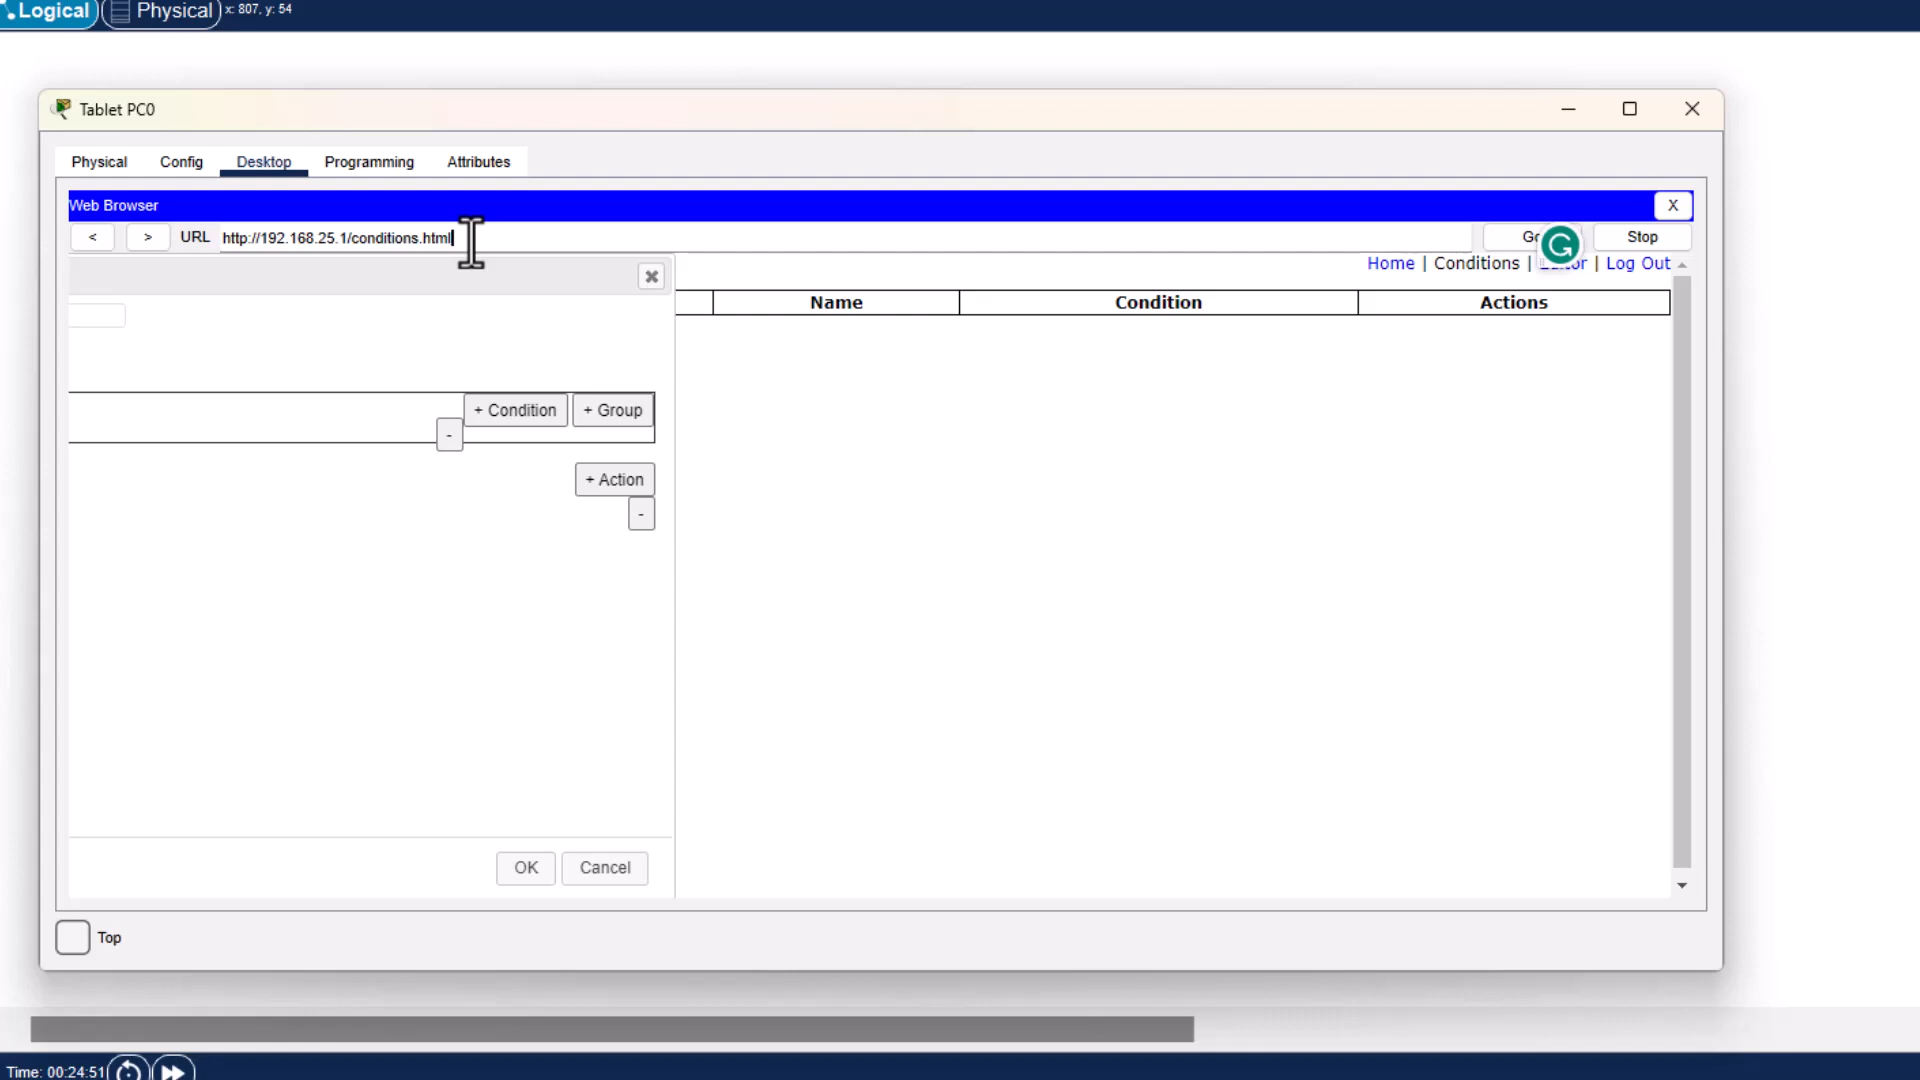 Logical Physical x: 807, y: 54
Tablet PC0
Physical Config Desktop Programming Attributes
Web Browser X
< > URL http://192.168.25.1/conditions.html Go Stop
Home | Conditions | Editor | Log Out
Name Condition Actions
+ Condition + Group
-
+ Action
-
OK Cancel
Top
Time: 00:24:51